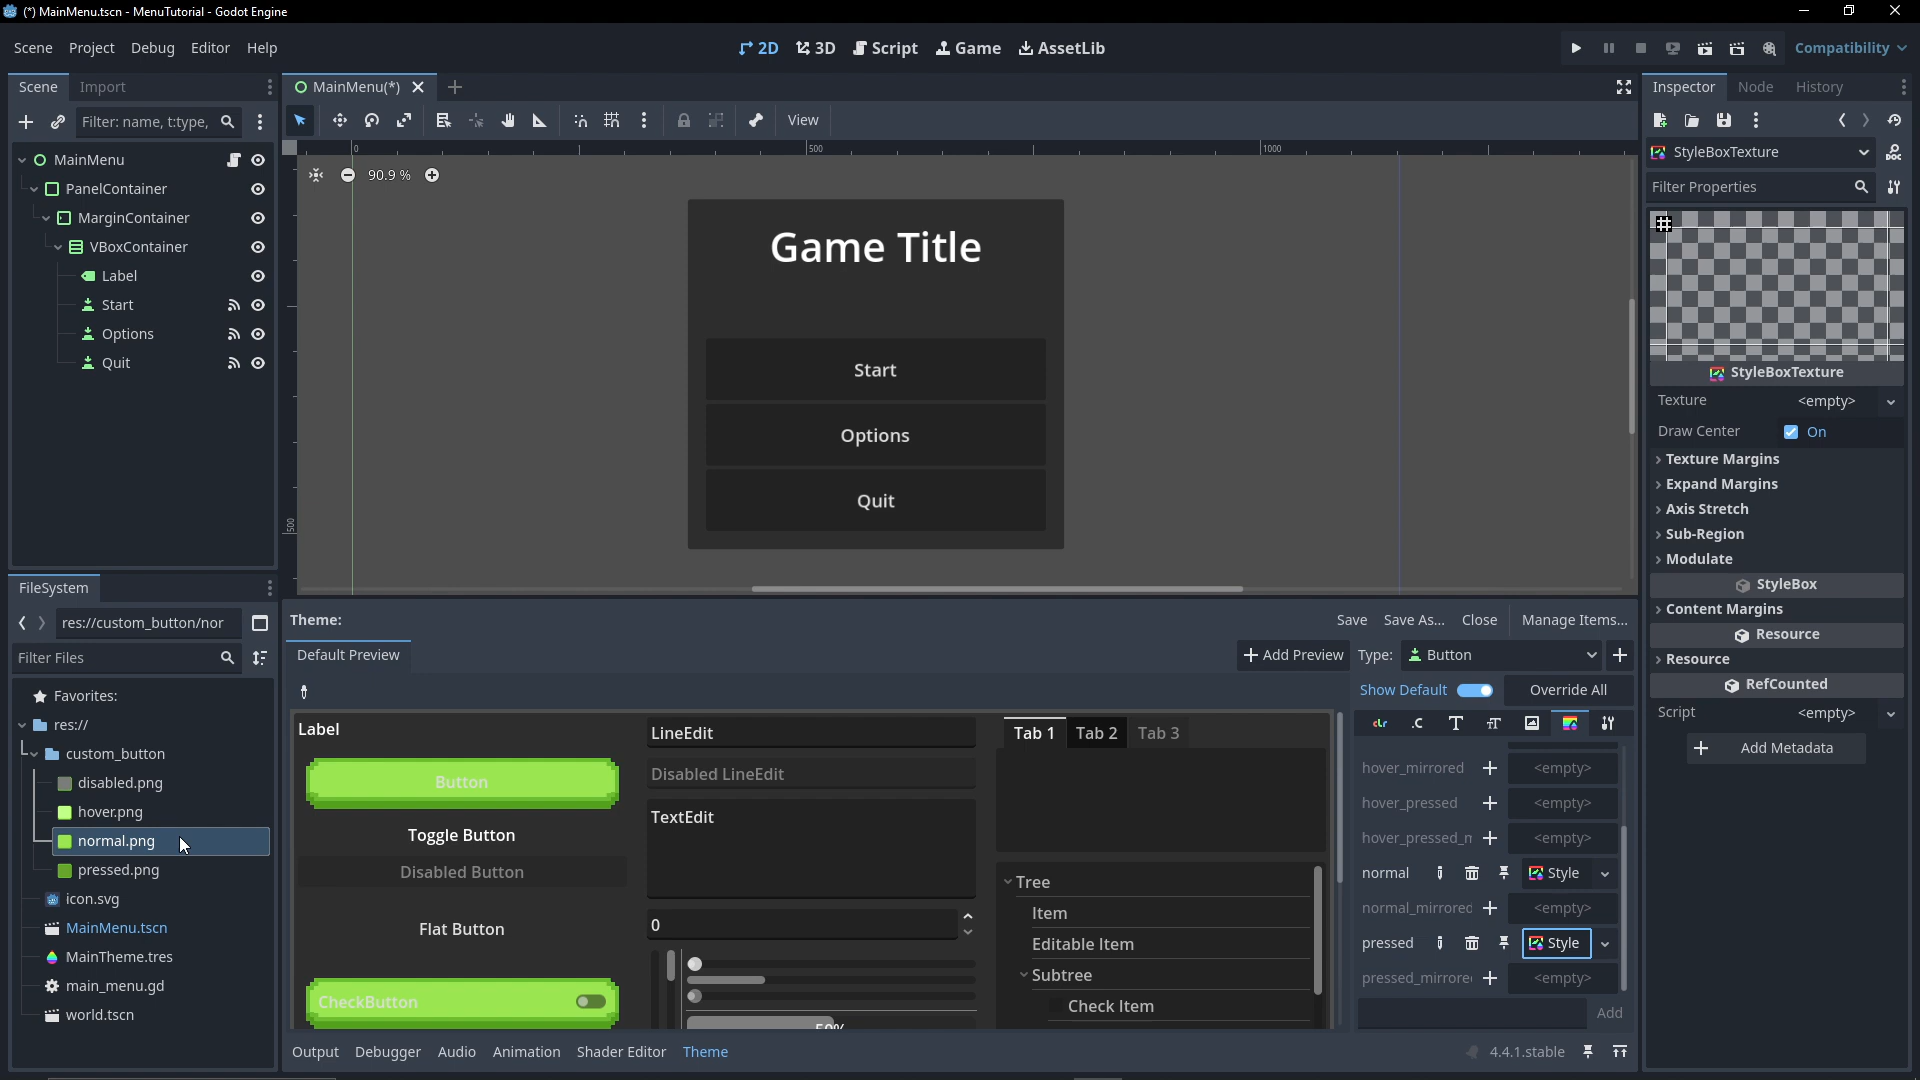 (*) MainMenu.tscn - MenuTutorial - Godot Engine
Scene Project Debug Editor Help
2D 3D Script Game AssetLib
Compatibility
Scene Import
MainMenu(*)
Inspector Node History
Filter: name, t:type,
View
StyleBoxTexture
Filter Properties
MainMenu
PanelContainer
MarginContainer
VBoxContainer
Label
Start
Options
Quit
0 500 1000
90.9 %
500
Game Title
Start
Options
Quit
StyleBoxTexture
Texture <empty>
Draw Center On
Texture Margins
Expand Margins
Axis Stretch
Sub-Region
Modulate
StyleBox
Content Margins
Resource
Resource
RefCounted
Script <empty>
Add Metadata
FileSystem
res://custom_button/nor
Filter Files
Favorites:
res://
custom_button
disabled.png
hover.png
normal.png
pressed.png
icon.svg
MainMenu.tscn
MainTheme.tres
main_menu.gd
world.tscn
Theme:
Save Save As... Close Manage Items...
Default Preview
Add Preview
Type: Button
Show Default Override All
Label
Button
Toggle Button
Disabled Button
Flat Button
CheckButton
LineEdit
Disabled LineEdit
TextEdit
0
50%
Tab 1 Tab 2 Tab 3
Tree
Item
Editable Item
Subtree
Check Item
hover_mirrored <empty>
hover_pressed <empty>
hover_pressed_m <empty>
normal Style
normal_mirrored <empty>
pressed Style
pressed_mirrore <empty>
Add
Output Debugger Audio Animation Shader Editor Theme
4.4.1.stable